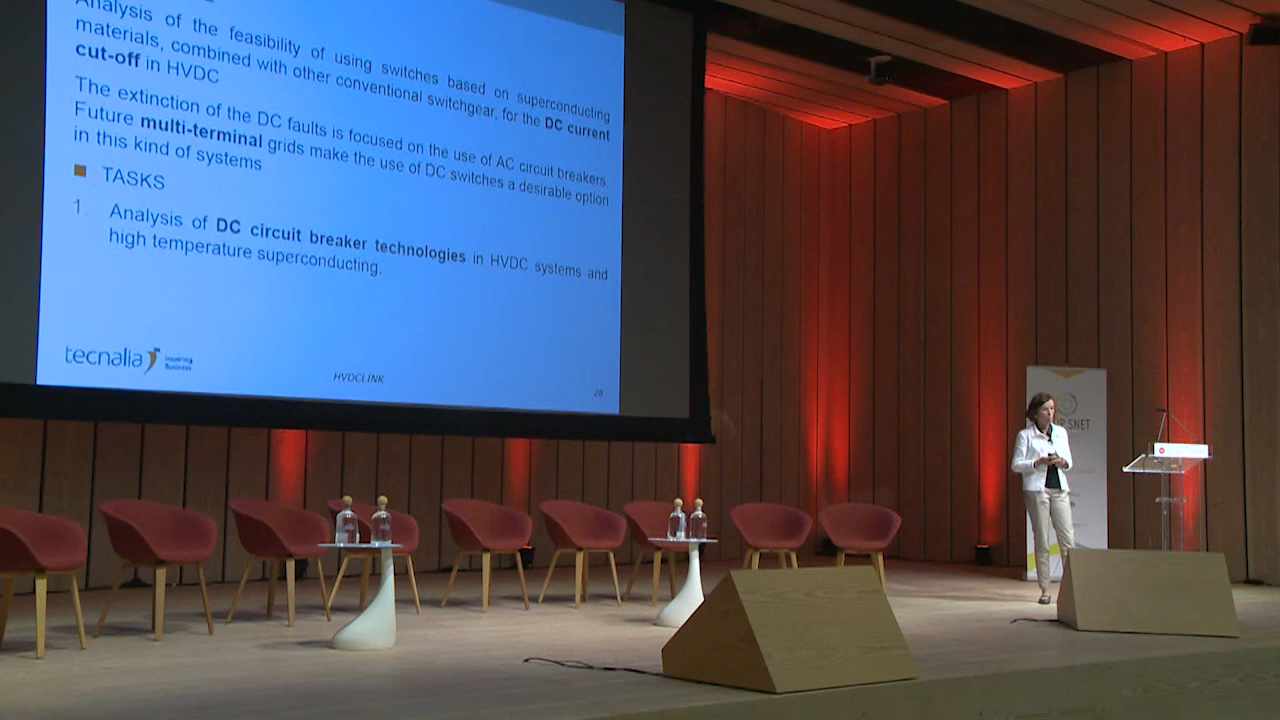 Analysis of the feasibility of using switches based on superconducting
materials, combined with other conventional switchgear, for the DC current
cut-off in HVDC
The extinction of the DC faults is focused on the use of AC circuit breakers.
Future multi-terminal grids make the use of DC switches a desirable option
in this kind of systems
TASKS
1. Analysis of DC circuit breaker technologies in HVDC systems and
high temperature superconducting.
tecnalia Inspiring
Business
HVDCLINK
28
SNET